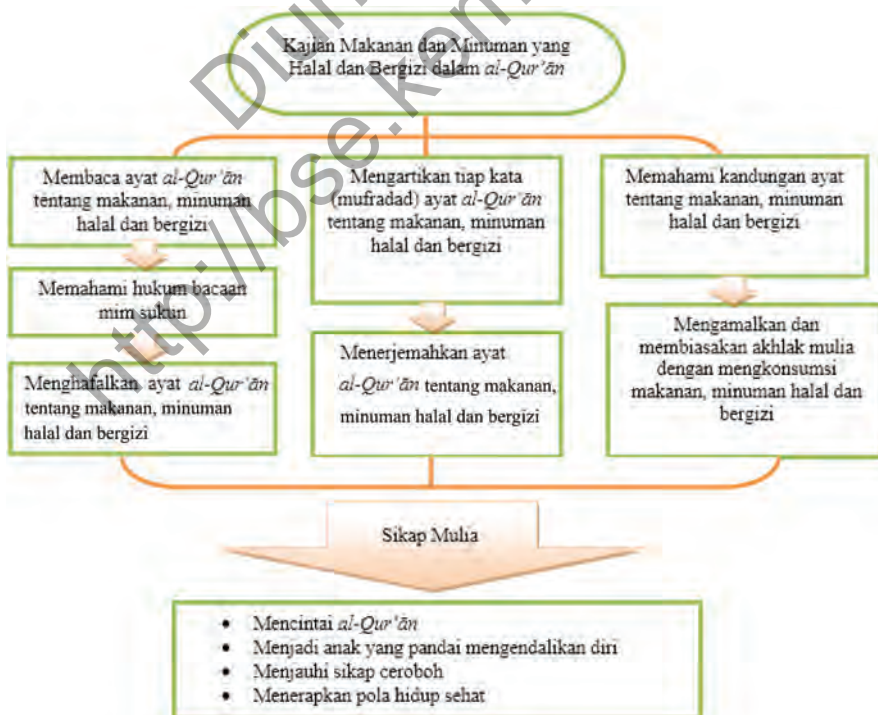 Kajian Makanan dan Minuman yang
Halal dan Bergizi dalam al-Qur'ān
Membaca ayat al-Qur'ān
tentang makanan, minuman
halal dan bergizi
Memahami hukum bacaan
mim sukun
Menghafalkan ayat al-Qur'ān
tentang makanan, minuman
halal dan bergizi
Mengartikan tiap kata
(mufradad) ayat al-Qur'ān
tentang makanan, minuman
halal dan bergizi
Menerjemahkan ayat
al-Qur'ān tentang makanan,
minuman halal dan bergizi
Memahami kandungan ayat
tentang makanan, minuman
halal dan bergizi
Mengamalkan dan
membiasakan akhlak mulia
dengan mengkonsumsi
makanan, minuman halal dan
bergizi
Sikap Mulia
• Mencintai al-Qur'ān
• Menjadi anak yang pandai mengendalikan diri
• Menjauhi sikap ceroboh
• Menerapkan pola hidup sehat
http://bse.kem